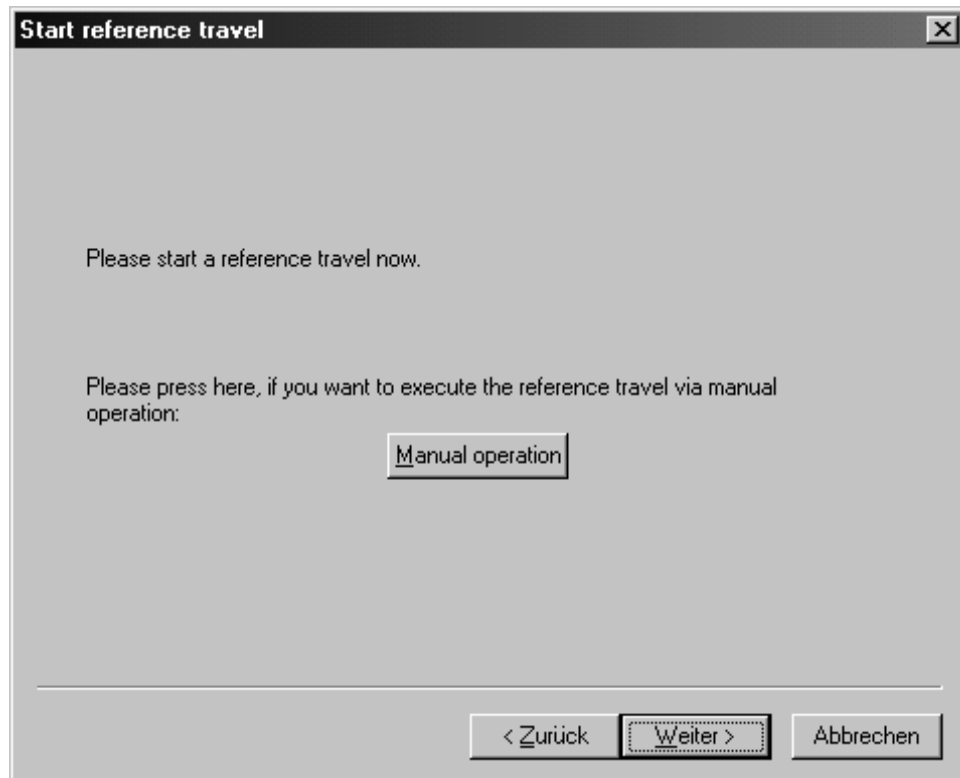 Start reference travel
Please start a reference travel now.
Please press here, if you want to execute the reference travel via manual
operation:
Manual operation
< Zurück
Weiter >
Abbrechen